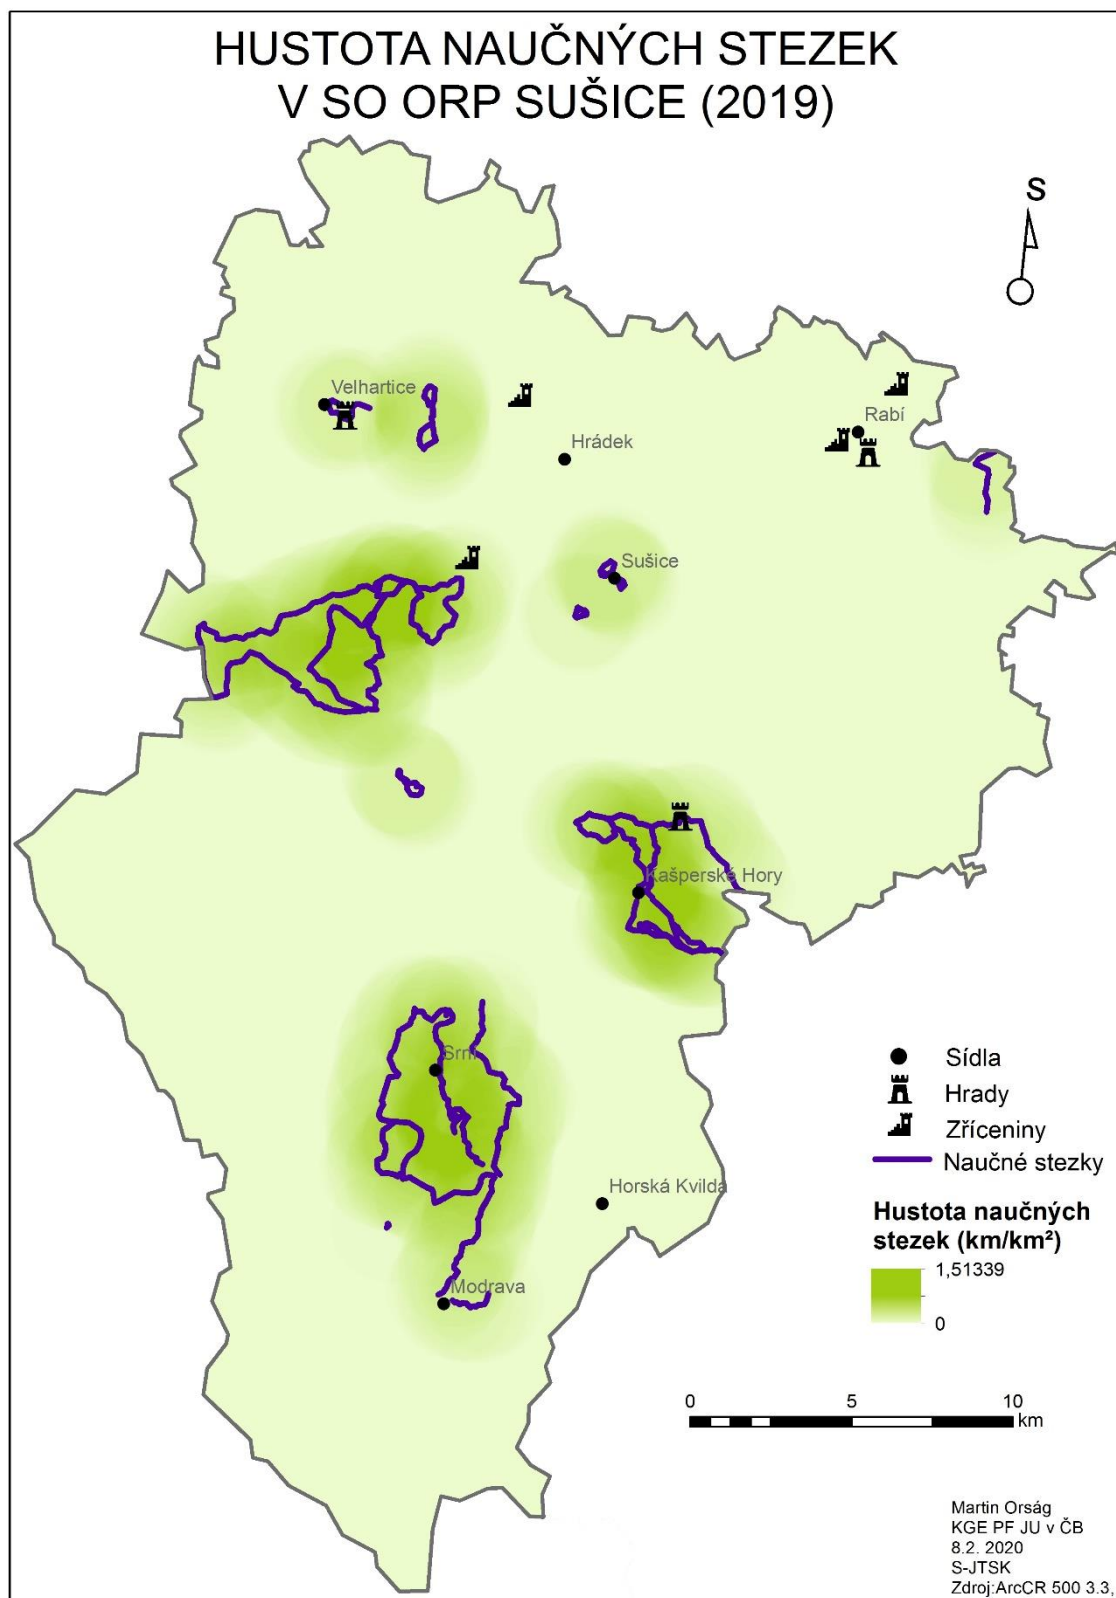 HUSTOTA NAUČNÝCH STEZEK
V SO ORP SUŠICE (2019)
S
Velhartice
Rabí
Hrádek
Sušice
Kašperské Hory
Srní
Horská Kvilda
Modrava
Sídla
Hrady
Zříceniny
Naučné stezky
Hustota naučných
stezek (km/km²)
1,51339
0
0 5 10
km
Martin Orság
KGE PF JU v ČB
8.2. 2020
S-JTSK
Zdroj:ArcCR 500 3.3,